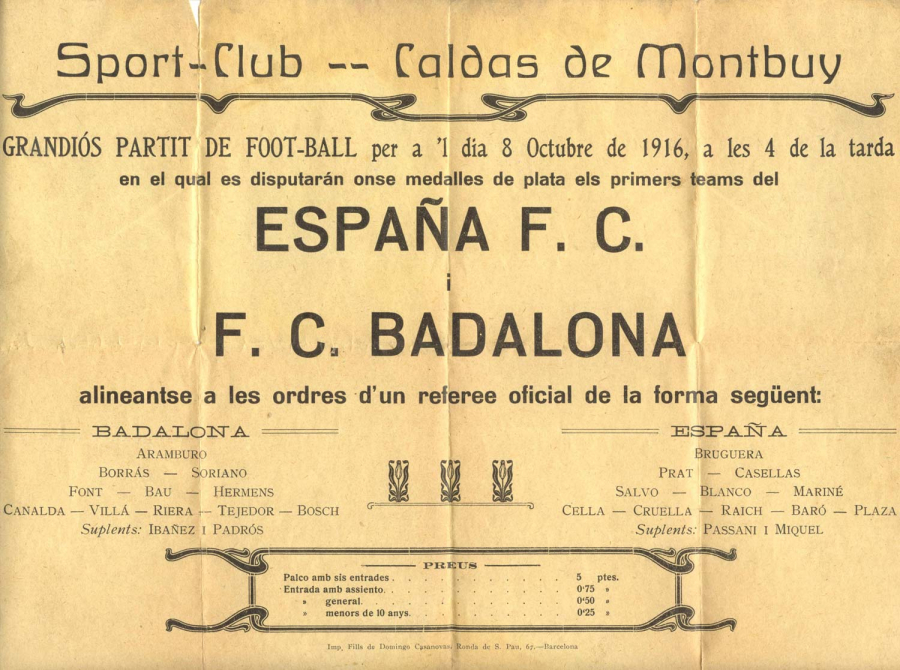 Sport-Club -- Caldas de Montbuy
GRANDIÓS PARTIT DE FOOT-BALL per a 'l dia 8 Octubre de 1916, a les 4 de la tarda
en el qual es disputarán onse medalles de plata els primers teams del
ESPAÑA F. C.
i
F. C. BADALONA
alineantse a les ordres d'un referee oficial de la forma següent:
BADALONA
ARAMBURO
BORRÁS — SORIANO
FONT — BAU — HERMENS
CANALDA — VILLÁ — RIERA — TEJEDOR — BOSCH
Suplents: IBAÑEZ I PADRÓS
ESPAÑA
BRUGUERA
PRAT — CASELLAS
SALVO — BLANCO — MARINÉ
CELLA — CRUELLA — RAICH — BARÓ — PLAZA
Suplents: PASSANI I MIQUEL
PREUS
Palco amb sis entrades . . . . . . . . . . 5 ptes.
Entrada amb assiento. . . . . . . . . . . 0'75 »
» general. . . . . . . . . . . . 0'50 »
» menors de 10 anys. . . . . . . . . 0'25 »
Imp. Fills de Domingo Casanovas Ronda de S. Pau, 67.—Barcelona